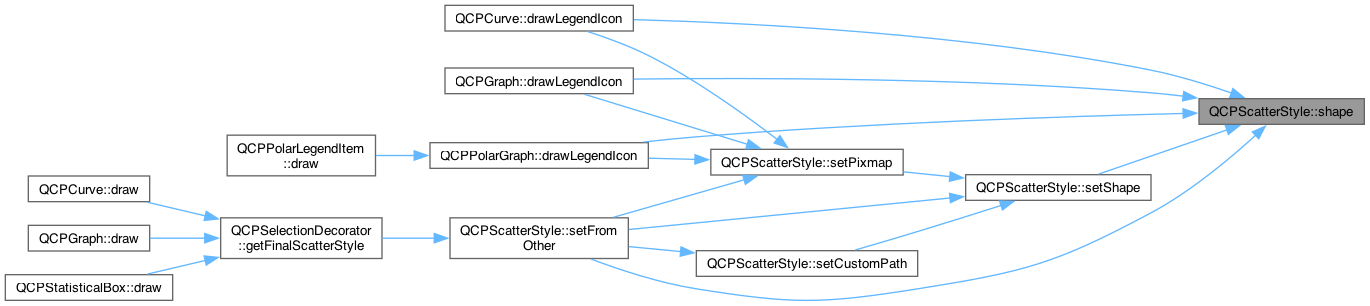 QCPCurve::drawLegendIcon
QCPGraph::drawLegendIcon
QCPScatterStyle::shape
QCPPolarLegendItem
::draw
QCPPolarGraph::drawLegendIcon
QCPScatterStyle::setPixmap
QCPScatterStyle::setShape
QCPCurve::draw
QCPGraph::draw
QCPStatisticalBox::draw
QCPSelectionDecorator
::getFinalScatterStyle
QCPScatterStyle::setFrom
Other
QCPScatterStyle::setCustomPath